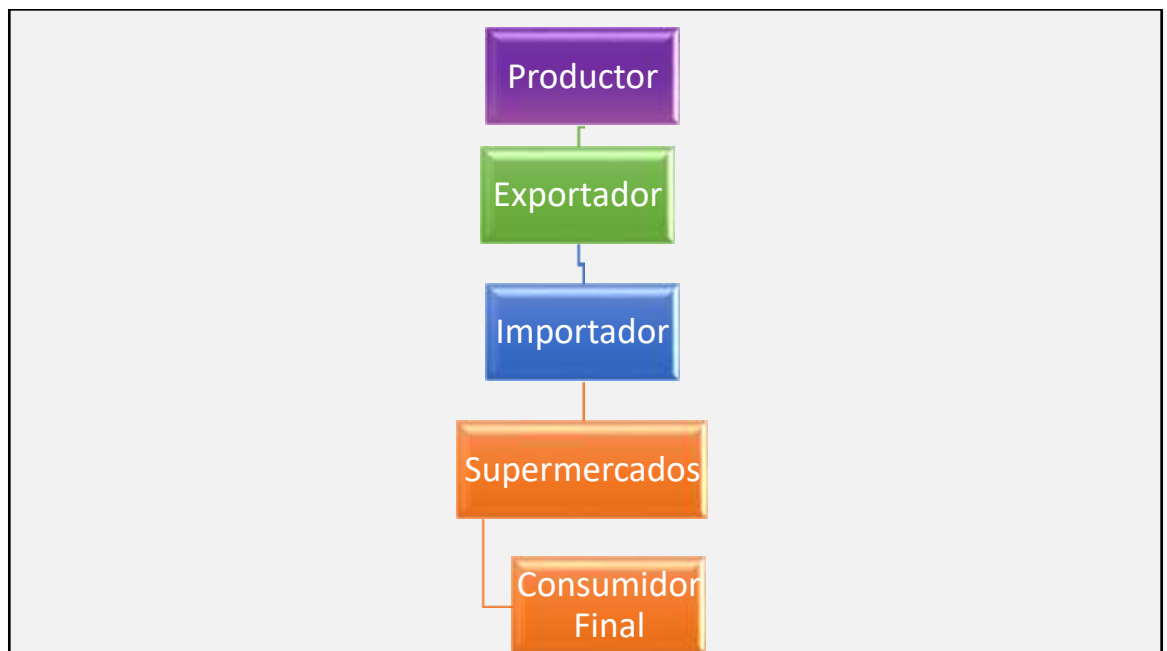 Productor
Exportador
Importador
Supermercados
Consumidor
Final